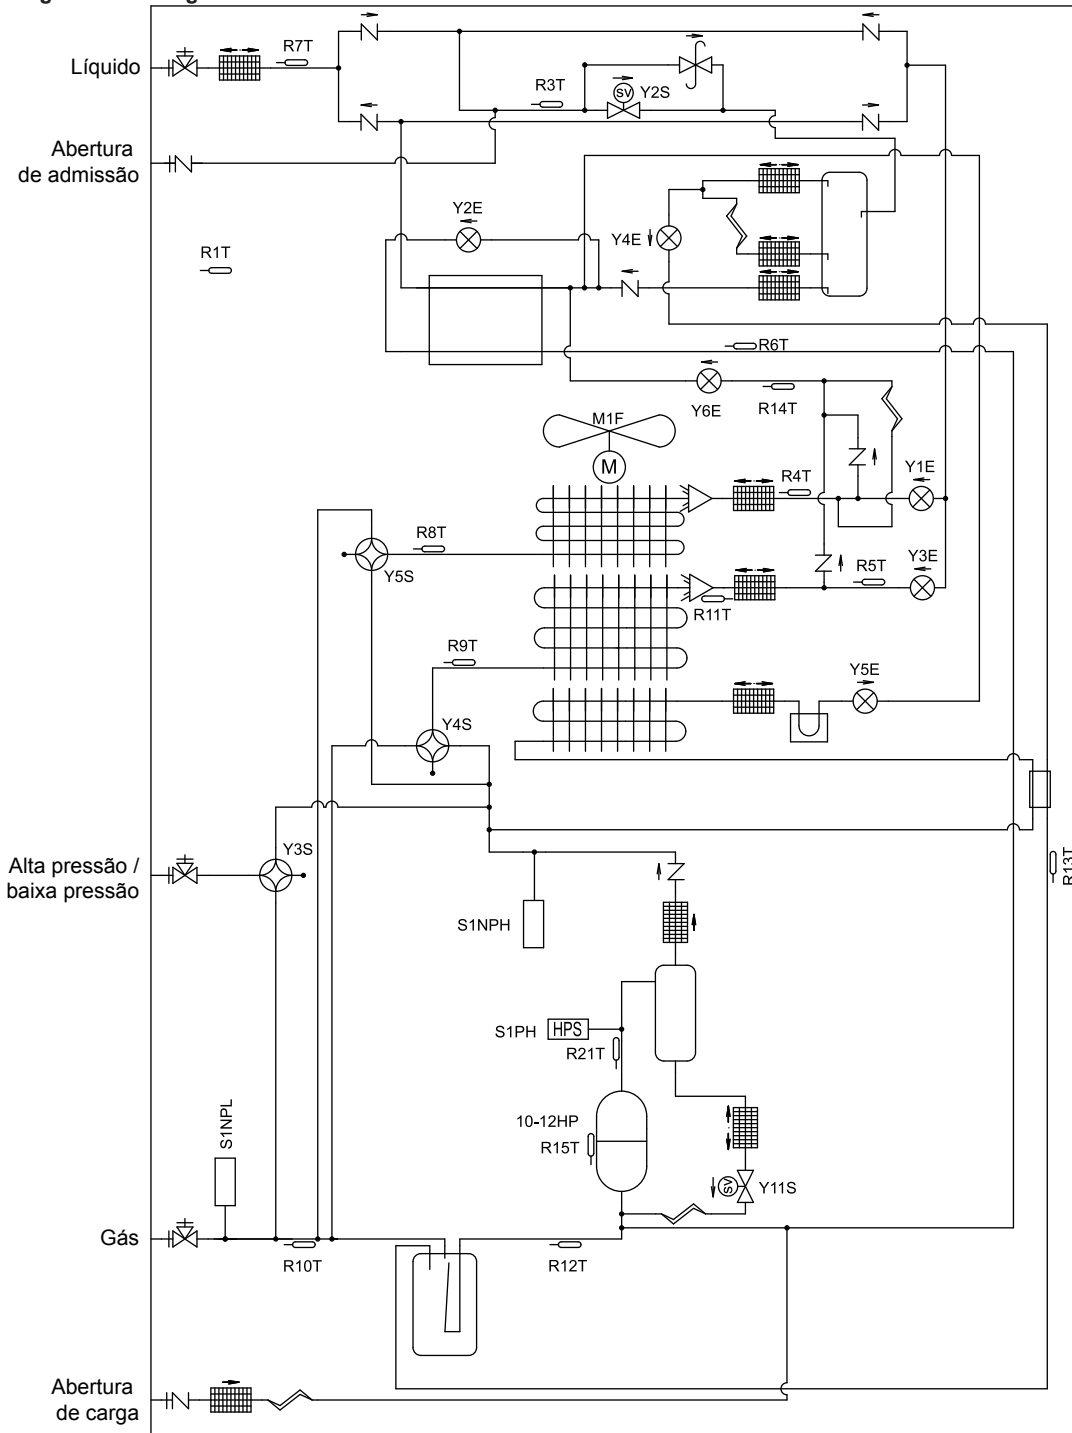 Líquido
R7T
R3T
Y2S
SV
Abertura
de admissão
Y2E
Y4E
R1T
R6T
Y6E
R14T
M1F
M
R4T
Y1E
R8T
Y5S
Y3E
R5T
R11T
R9T
Y5E
Y4S
Alta pressão /
baixa pressão
Y3S
R13T
S1NPH
S1PH
HPS
R21T
10-12HP
R15T
S1NPL
SV
Y11S
Gás
R10T
R12T
Abertura
de carga